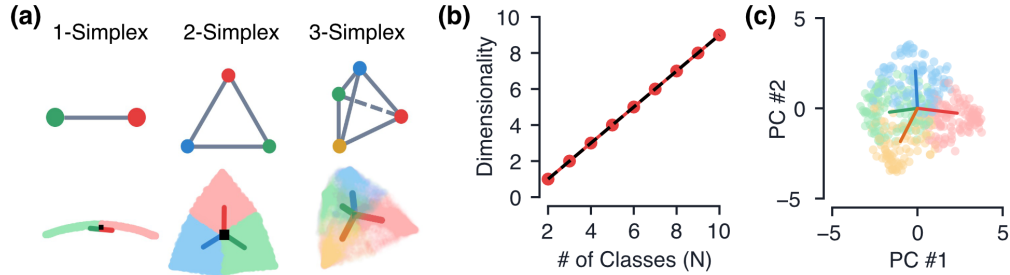 (a)
1-Simplex 2-Simplex 3-Simplex
(b)
10
8
6
4
2
0
Dimensionality
2 4 6 8 10
# of Classes (N)
(c)
5
0
−5
PC #2
−5 0 5
PC #1